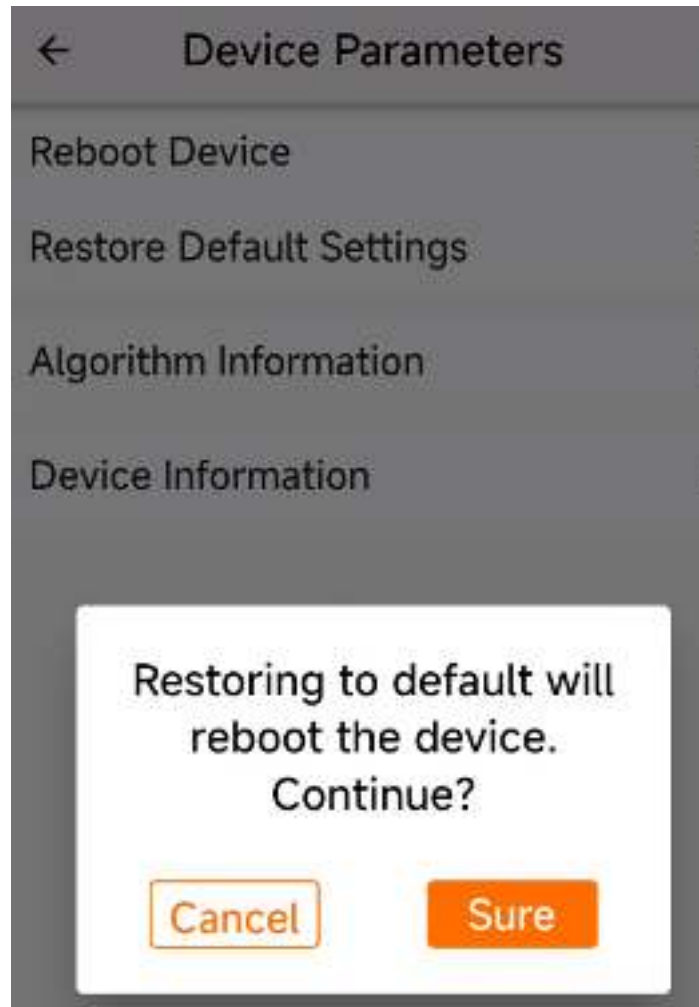 Device Parameters
Reboot Device
Restore Default Settings
Algorithm Information
Device Information
Restoring to default will
reboot the device.
Continue?
Cancel
Sure